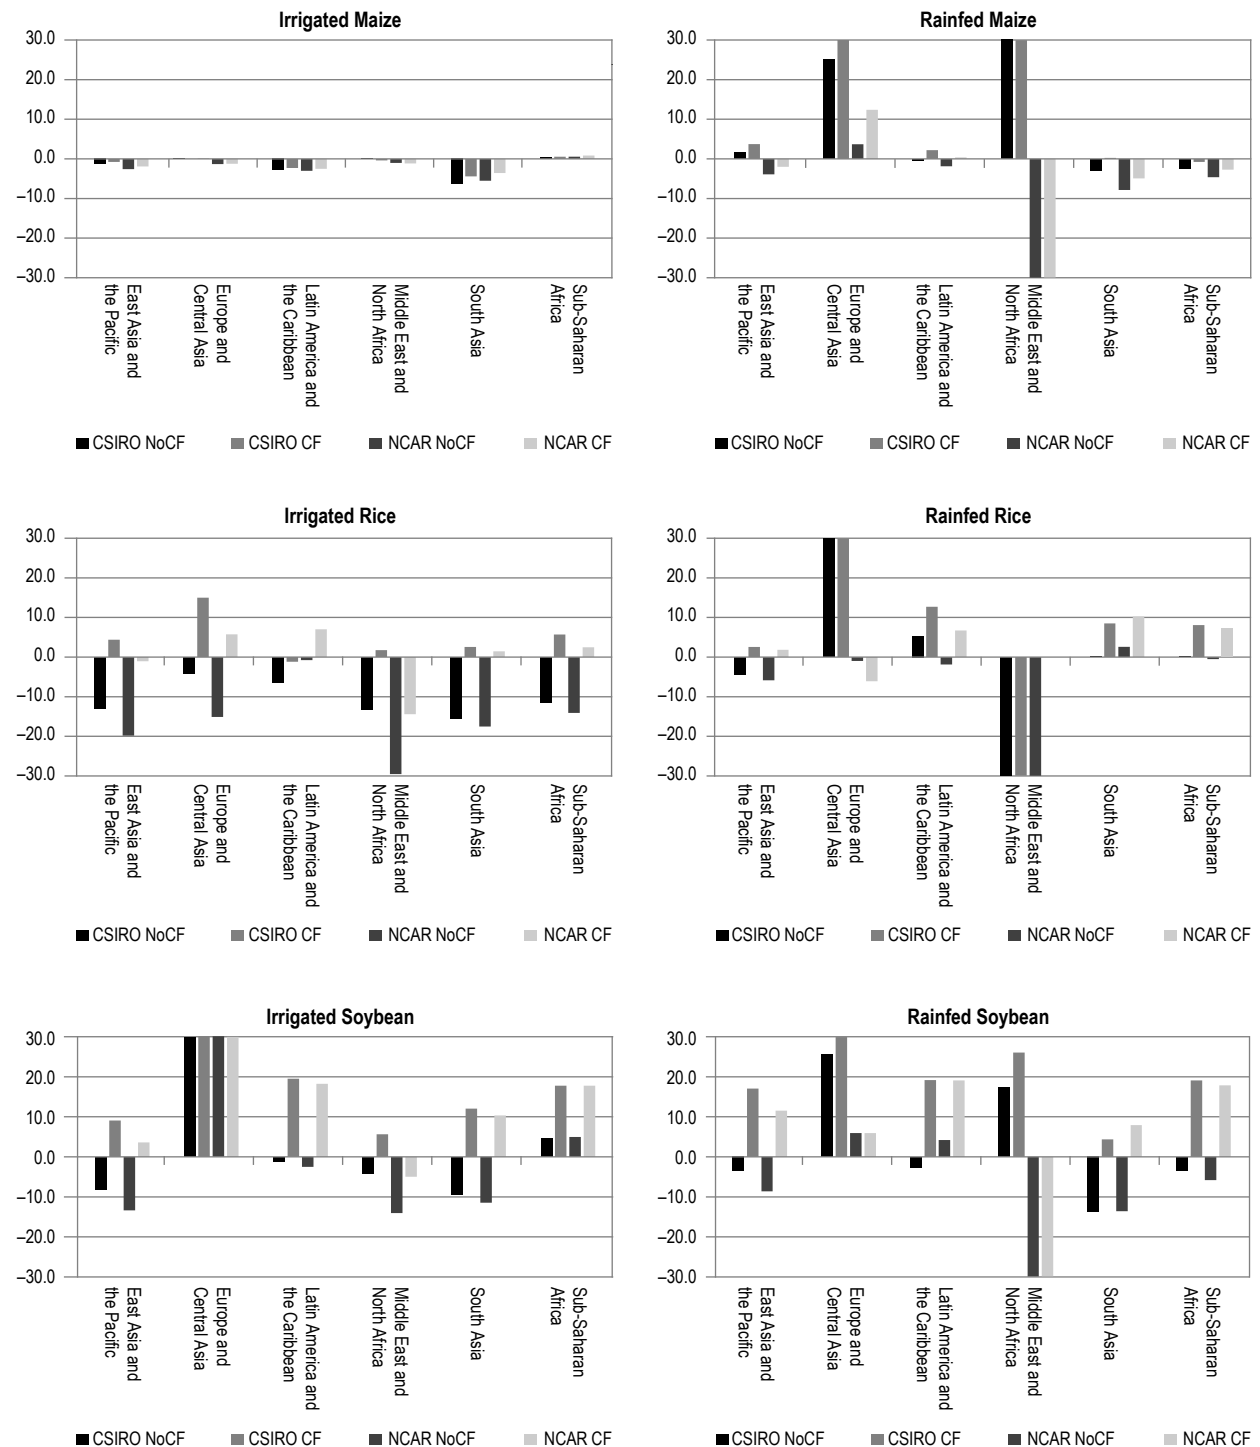 Irrigated Maize
30.0
20.0
10.0
0.0
–10.0
–20.0
–30.0
East Asia and
the Pacific
Europe and
Central Asia
Latin America and
the Caribbean
Middle East and
North Africa
South Asia
Sub-Saharan
Africa
CSIRO NoCF CSIRO CF NCAR NoCF NCAR CF
Rainfed Maize
30.0
20.0
10.0
0.0
–10.0
–20.0
–30.0
East Asia and
the Pacific
Europe and
Central Asia
Latin America and
the Caribbean
Middle East and
North Africa
South Asia
Sub-Saharan
Africa
CSIRO NoCF CSIRO CF NCAR NoCF NCAR CF
Irrigated Rice
30.0
20.0
10.0
0.0
–10.0
–20.0
–30.0
East Asia and
the Pacific
Europe and
Central Asia
Latin America and
the Caribbean
Middle East and
North Africa
South Asia
Sub-Saharan
Africa
CSIRO NoCF CSIRO CF NCAR NoCF NCAR CF
Rainfed Rice
30.0
20.0
10.0
0.0
–10.0
–20.0
–30.0
East Asia and
the Pacific
Europe and
Central Asia
Latin America and
the Caribbean
Middle East and
North Africa
South Asia
Sub-Saharan
Africa
CSIRO NoCF CSIRO CF NCAR NoCF NCAR CF
Irrigated Soybean
30.0
20.0
10.0
0.0
–10.0
–20.0
–30.0
East Asia and
the Pacific
Europe and
Central Asia
Latin America and
the Caribbean
Middle East and
North Africa
South Asia
Sub-Saharan
Africa
CSIRO NoCF CSIRO CF NCAR NoCF NCAR CF
Rainfed Soybean
30.0
20.0
10.0
0.0
–10.0
–20.0
–30.0
East Asia and
the Pacific
Europe and
Central Asia
Latin America and
the Caribbean
Middle East and
North Africa
South Asia
Sub-Saharan
Africa
CSIRO NoCF CSIRO CF NCAR NoCF NCAR CF